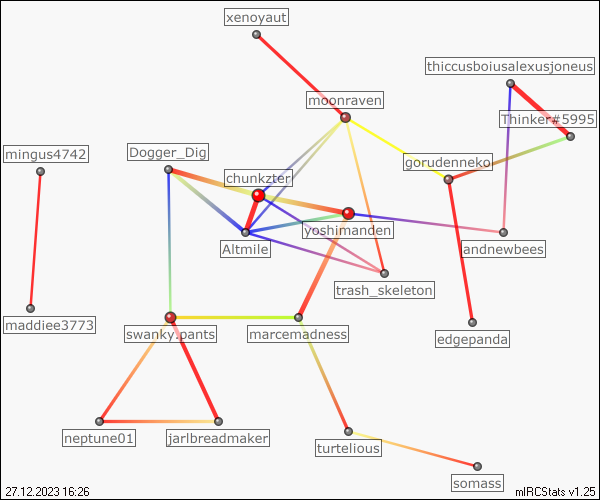 xenoyaut
thiccusboiusalexusjoneus
moonraven
Thinker#5995
mingus4742
Dogger_Dig
gorudenneko
chunkzter
yoshimanden
Altmile
andnewbees
trash_skeleton
maddiee3773
swanky.pants
marcemadness
edgepanda
neptune01
jarlbreadmaker
turtelious
somass
27.12.2023 16:26
mIRCStats v1.25